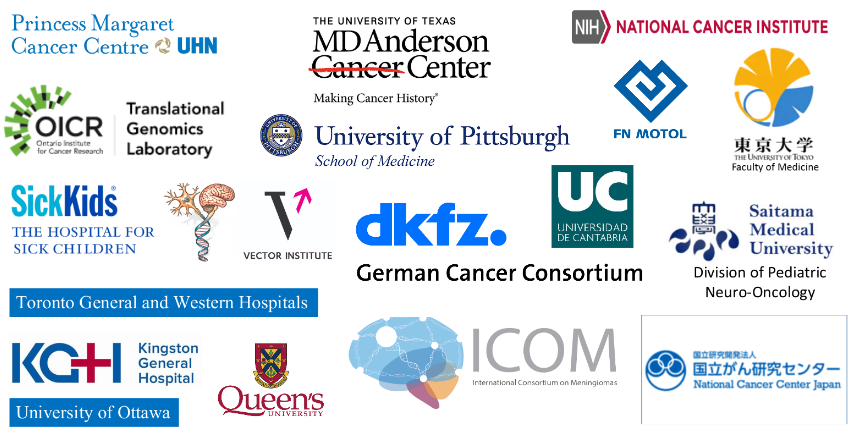 Princess Margaret
Cancer Centre UHN
THE UNIVERSITY OF TEXAS
MD Anderson
Cancer Center
Making Cancer History®
NIH NATIONAL CANCER INSTITUTE
OICR
Ontario Institute
for Cancer Research
Translational
Genomics
Laboratory
UNIVERSITY OF PITTSBURGH
University of Pittsburgh
School of Medicine
FN MOTOL
東京大学
THE UNIVERSITY OF TOKYO
Faculty of Medicine
SickKids®
THE HOSPITAL FOR
SICK CHILDREN
VECTOR INSTITUTE
dkfz.
German Cancer Consortium
UC
UNIVERSIDAD
DE CANTABRIA
Saitama
Medical
University
Division of Pediatric
Neuro-Oncology
Toronto General and Western Hospitals
KGH
Kingston
General
Hospital
University of Ottawa
Queen's
UNIVERSITY
ICOM
International Consortium on Meningiomas
国立研究開発法人
国立がん研究センター
National Cancer Center Japan